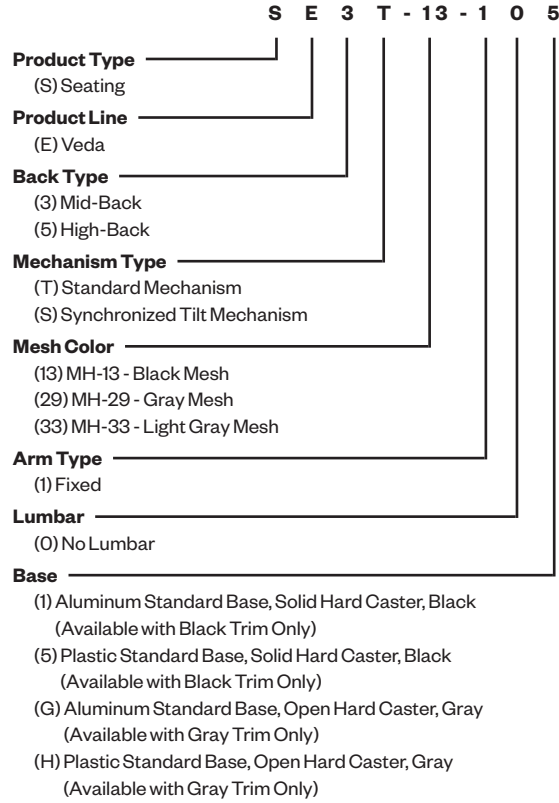 S E 3 T - 13 - 1 0 5
Product Type
(S) Seating
Product Line
(E) Veda
Back Type
(3) Mid-Back
(5) High-Back
Mechanism Type
(T) Standard Mechanism
(S) Synchronized Tilt Mechanism
Mesh Color
(13) MH-13 - Black Mesh
(29) MH-29 - Gray Mesh
(33) MH-33 - Light Gray Mesh
Arm Type
(1) Fixed
Lumbar
(0) No Lumbar
Base
(1) Aluminum Standard Base, Solid Hard Caster, Black
(Available with Black Trim Only)
(5) Plastic Standard Base, Solid Hard Caster, Black
(Available with Black Trim Only)
(G) Aluminum Standard Base, Open Hard Caster, Gray
(Available with Gray Trim Only)
(H) Plastic Standard Base, Open Hard Caster, Gray
(Available with Gray Trim Only)